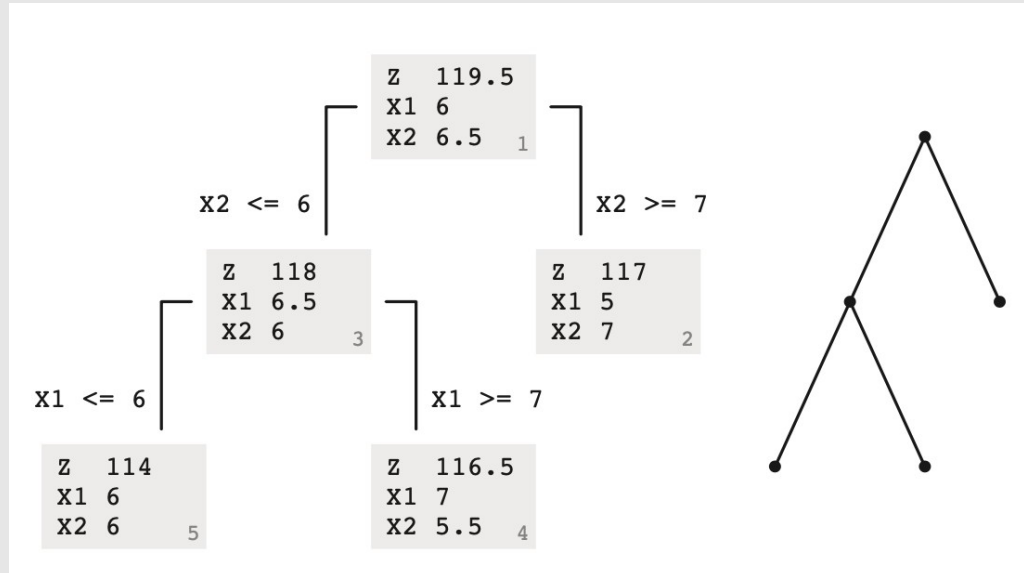 Z 119.5
X1 6
X2 6.5 1
X2 <= 6
X2 >= 7
Z 118
X1 6.5
X2 6 3
Z 117
X1 5
X2 7 2
X1 <= 6
X1 >= 7
Z 114
X1 6
X2 6 5
Z 116.5
X1 7
X2 5.5 4